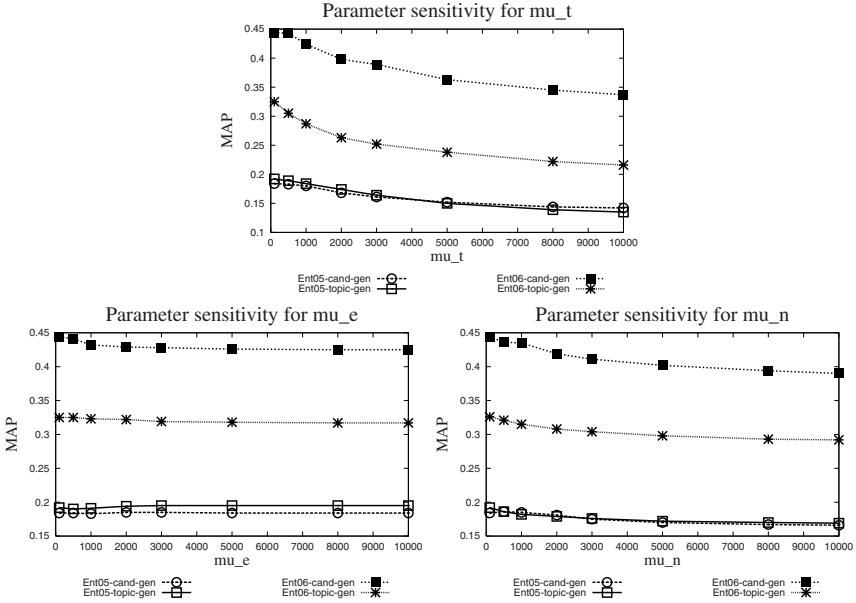 Parameter sensitivity for mu_t
0.45
0.4
0.35
0.3
0.25
0.2
0.15
0.1
MAP
0 1000 2000 3000 4000 5000 6000 7000 8000 9000 10000
mu_t
Ent05-cand-gen
Ent05-topic-gen
Ent06-cand-gen
Ent06-topic-gen
Parameter sensitivity for mu_e
0.45
0.4
0.35
0.3
0.25
0.2
0.15
MAP
0 1000 2000 3000 4000 5000 6000 7000 8000 9000 10000
mu_e
Ent05-cand-gen
Ent05-topic-gen
Ent06-cand-gen
Ent06-topic-gen
Parameter sensitivity for mu_n
0.45
0.4
0.35
0.3
0.25
0.2
0.15
MAP
0 1000 2000 3000 4000 5000 6000 7000 8000 9000 10000
mu_n
Ent05-cand-gen
Ent05-topic-gen
Ent06-cand-gen
Ent06-topic-gen